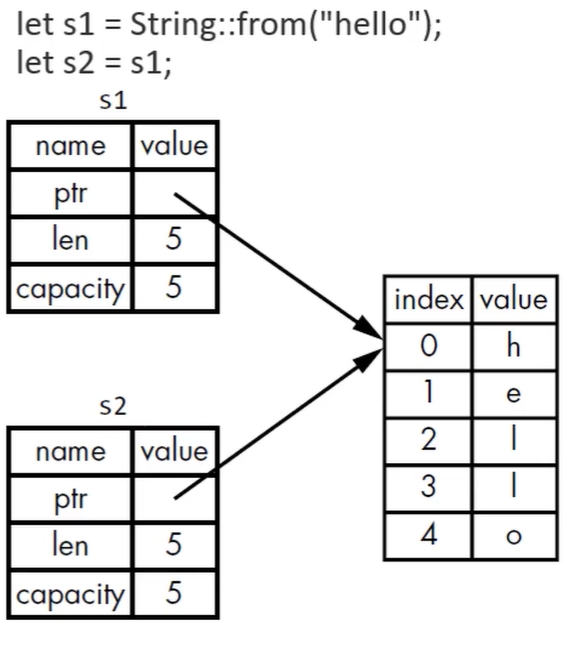 let s1 = String::from("hello");
let s2 = s1;
s1
name value
ptr
len 5
capacity 5
index value
0 h
1 e
2 l
3 l
4 o
s2
name value
ptr
len 5
capacity 5